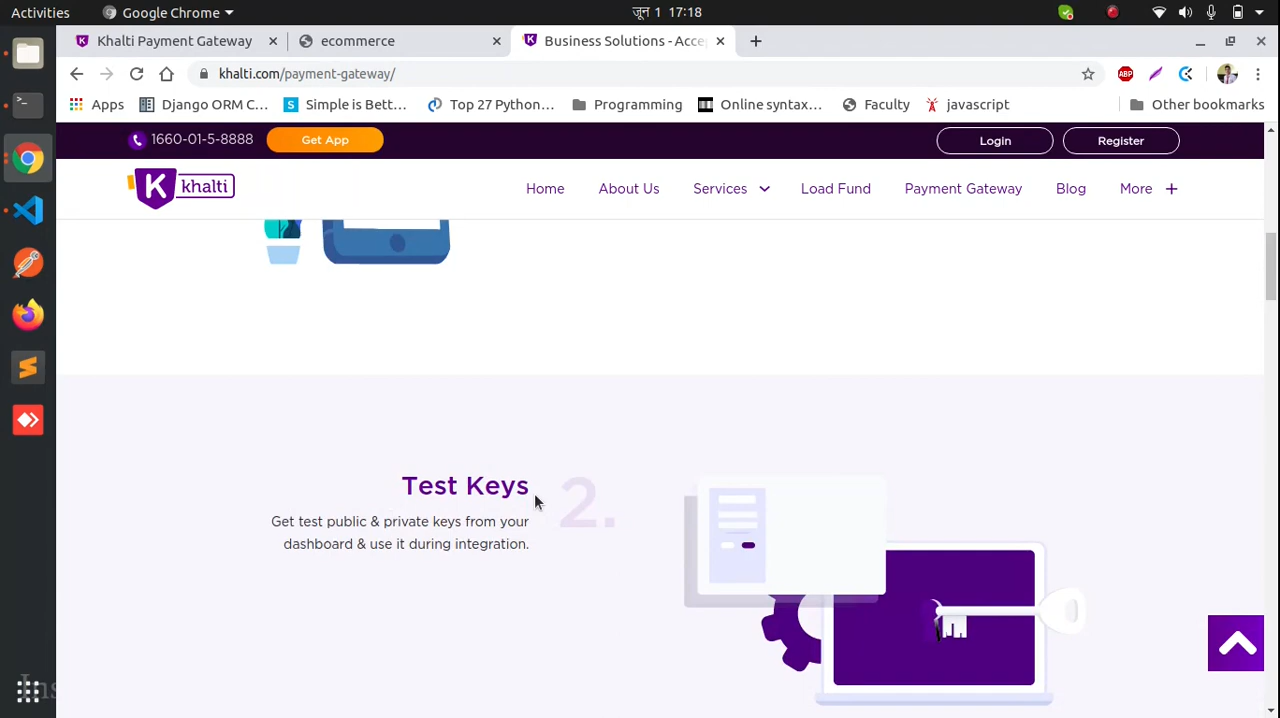 Activities
Google Chrome
जून 1 17:18
Khalti Payment Gateway
ecommerce
Business Solutions - Acce
khalti.com/payment-gateway/
ABP
Apps
Django ORM C...
Simple is Bett...
Top 27 Python...
Programming
Online syntax...
Faculty
javascript
Other bookmarks
1660-01-5-8888
Get App
Login
Register
K khalti
Home
About Us
Services
Load Fund
Payment Gateway
Blog
More +
Test Keys
2.
Get test public & private keys from your
dashboard & use it during integration.